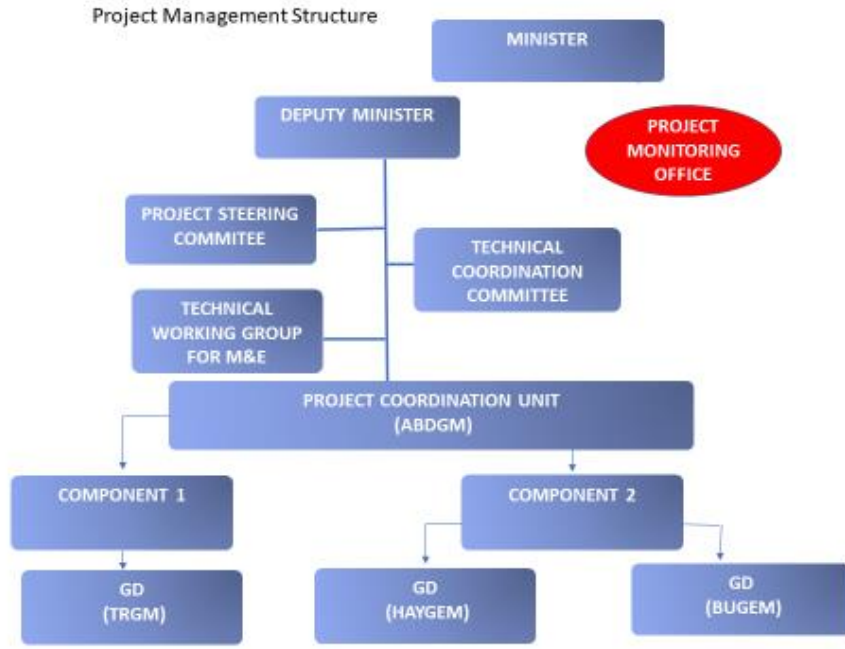 Project Management Structure
MINISTER
DEPUTY MINISTER
PROJECT
MONITORING
OFFICE
PROJECT STEERING
COMMITEE
TECHNICAL
COORDINATION
COMMITTEE
TECHNICAL
WORKING GROUP
FOR M&E
PROJECT COORDINATION UNIT
(ABDGM)
COMPONENT 1
COMPONENT 2
GD
(TRGM)
GD
(HAYGEM)
GD
(BUGEM)